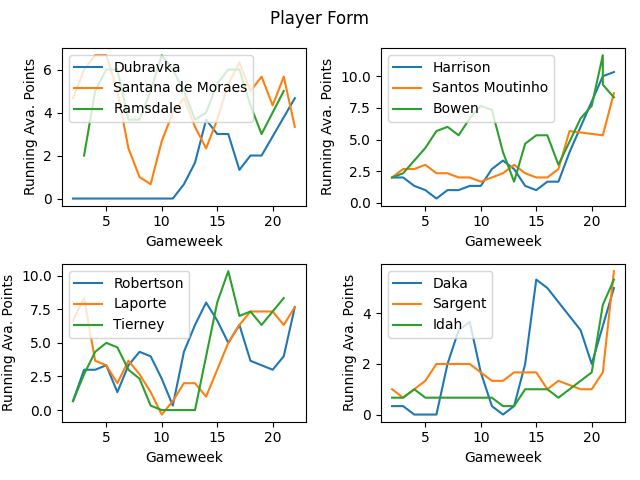 Player Form
Running Ava. Points
6
4
2
0
Dubravka
Santana de Moraes
Ramsdale
5
10
15
20
Gameweek
Running Ava. Points
10.0
7.5
5.0
2.5
0.0
Harrison
Santos Moutinho
Bowen
5
10
15
20
Gameweek
Running Ava. Points
10.0
7.5
5.0
2.5
0.0
Robertson
Laporte
Tierney
5
10
15
20
Gameweek
Running Ava. Points
4
2
0
Daka
Sargent
Idah
5
10
15
20
Gameweek